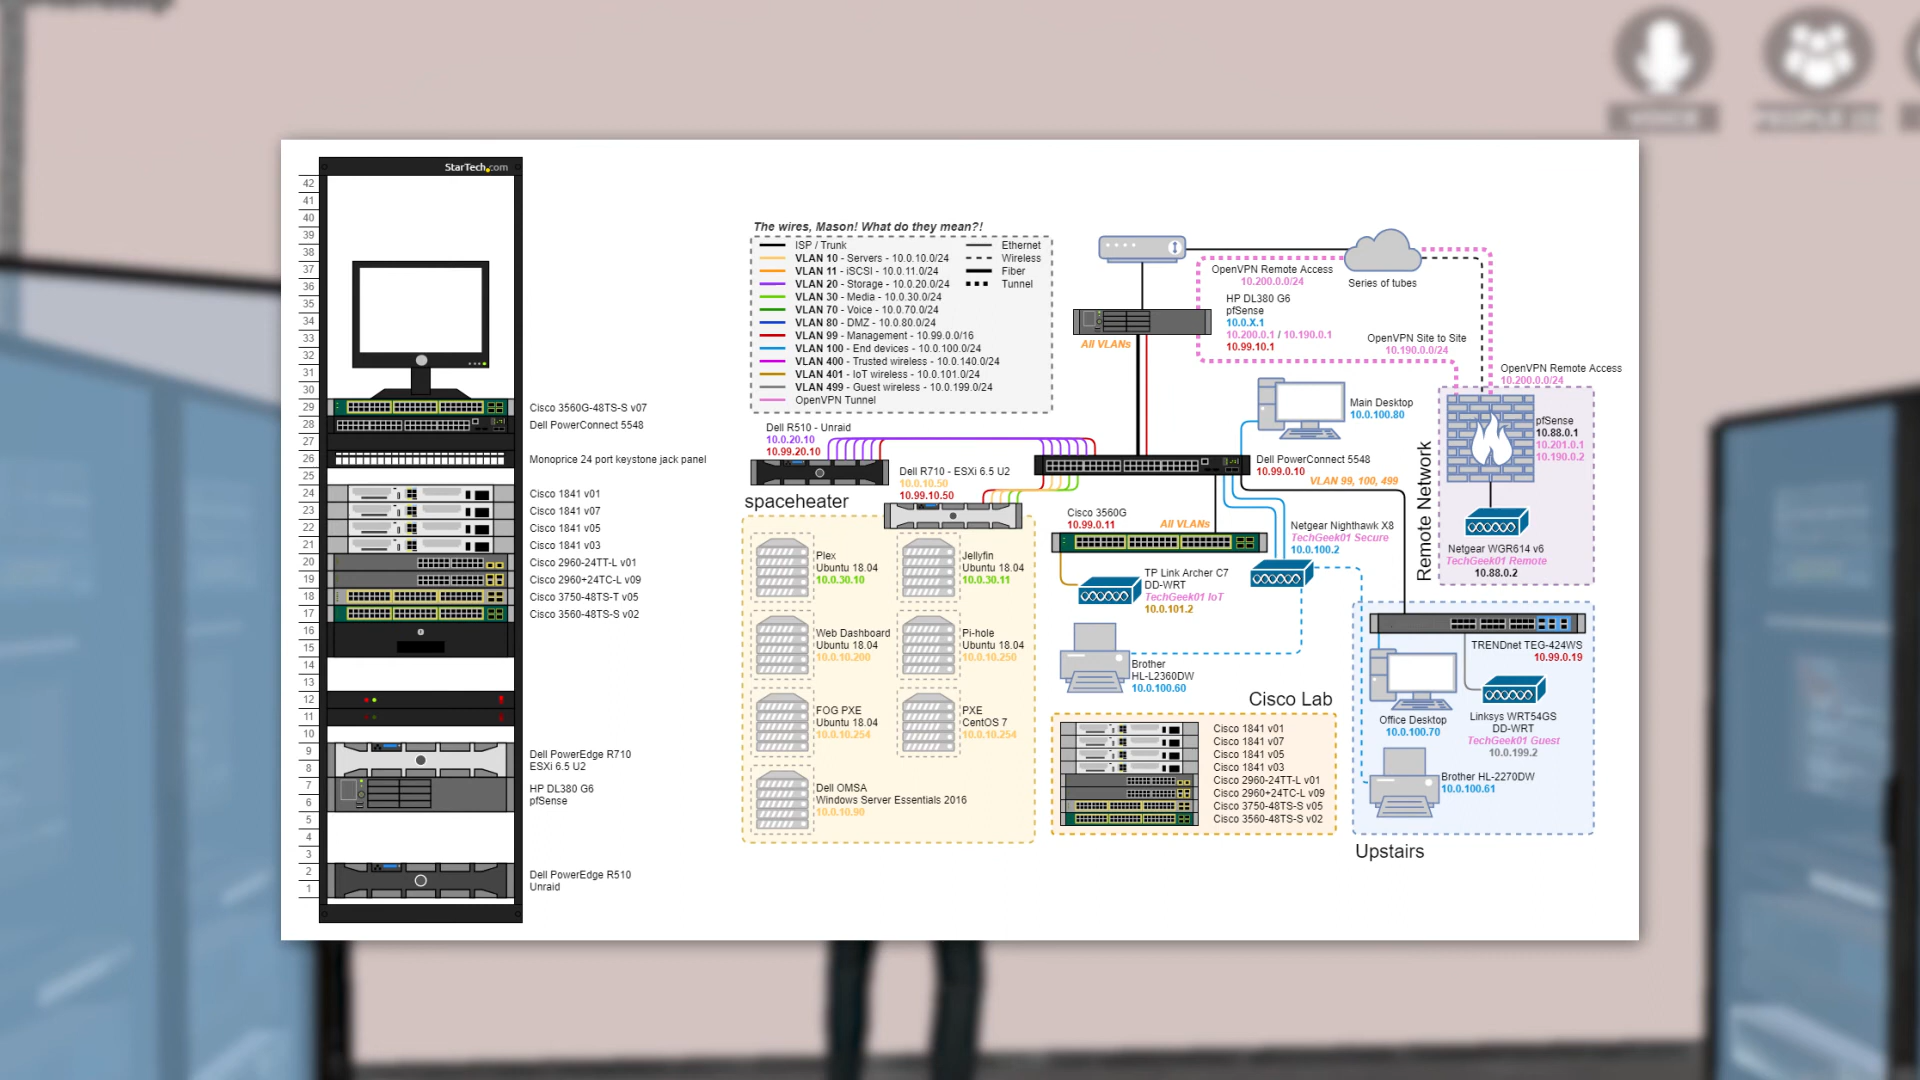 StarTech.com
42
41
40
39
38
37
36
35
34
33
32
31
30
29
28
27
26
25
24
23
22
21
20
19
18
17
16
15
14
13
12
11
10
9
8
7
6
5
4
3
2
1
Cisco 3560G-48TS-S v07
Dell PowerConnect 5548
Monoprice 24 port keystone jack panel
Cisco 1841 v01
Cisco 1841 v07
Cisco 1841 v05
Cisco 1841 v03
Cisco 2960-24TT-L v01
Cisco 2960+24TC-L v09
Cisco 3750-48TS-T v05
Cisco 3560-48TS-S v02
Dell PowerEdge R710
ESXi 6.5 U2
HP DL380 G6
pfSense
Dell PowerEdge R510
Unraid
The wires, Mason! What do they mean?!
ISP / Trunk
VLAN 10 - Servers - 10.0.10.0/24
VLAN 11 - iSCSI - 10.0.11.0/24
VLAN 20 - Storage - 10.0.20.0/24
VLAN 30 - Media - 10.0.30.0/24
VLAN 70 - Voice - 10.0.70.0/24
VLAN 80 - DMZ - 10.0.80.0/24
VLAN 99 - Management - 10.99.0.0/16
VLAN 100 - End devices - 10.0.100.0/24
VLAN 400 - Trusted wireless - 10.0.140.0/24
VLAN 401 - IoT wireless - 10.0.101.0/24
VLAN 499 - Guest wireless - 10.0.199.0/24
OpenVPN Tunnel
Ethernet
Wireless
Fiber
Tunnel
Series of tubes
OpenVPN Remote Access
10.200.0.0/24
HP DL380 G6
pfSense
10.0.X.1
10.200.0.1 / 10.190.0.1
10.99.10.1
All VLANs
OpenVPN Site to Site
10.190.0.0/24
OpenVPN Remote Access
10.200.0.0/24
Remote Network
pfSense
10.88.0.1
10.201.0.1
10.190.0.2
Netgear WGR614 v6
TechGeek01 Remote
10.88.0.2
Main Desktop
10.0.100.80
Dell R510 - Unraid
10.0.20.10
10.99.20.10
Dell R710 - ESXi 6.5 U2
10.0.10.50
10.99.10.50
Dell PowerConnect 5548
10.99.0.10
VLAN 99, 100, 499
Cisco 3560G
10.99.0.11
All VLANs
Netgear Nighthawk X8
TechGeek01 Secure
10.0.100.2
TP Link Archer C7
DD-WRT
TechGeek01 IoT
10.0.101.2
Brother
HL-L2360DW
10.0.100.60
spaceheater
Plex
Ubuntu 18.04
10.0.30.10
Jellyfin
Ubuntu 18.04
10.0.30.11
Web Dashboard
Ubuntu 18.04
10.0.10.200
Pi-hole
Ubuntu 18.04
10.0.10.250
FOG PXE
Ubuntu 18.04
10.0.10.254
PXE
CentOS 7
10.0.10.254
Dell OMSA
Windows Server Essentials 2016
10.0.10.90
Cisco Lab
Cisco 1841 v01
Cisco 1841 v07
Cisco 1841 v05
Cisco 1841 v03
Cisco 2960-24TT-L v01
Cisco 2960+24TC-L v09
Cisco 3750-48TS-S v05
Cisco 3560-48TS-S v02
TRENDnet TEG-424WS
10.99.0.19
Office Desktop
10.0.100.70
Linksys WRT54GS
DD-WRT
TechGeek01 Guest
10.0.199.2
Brother HL-2270DW
10.0.100.61
Upstairs
VOICE
PEOPLE